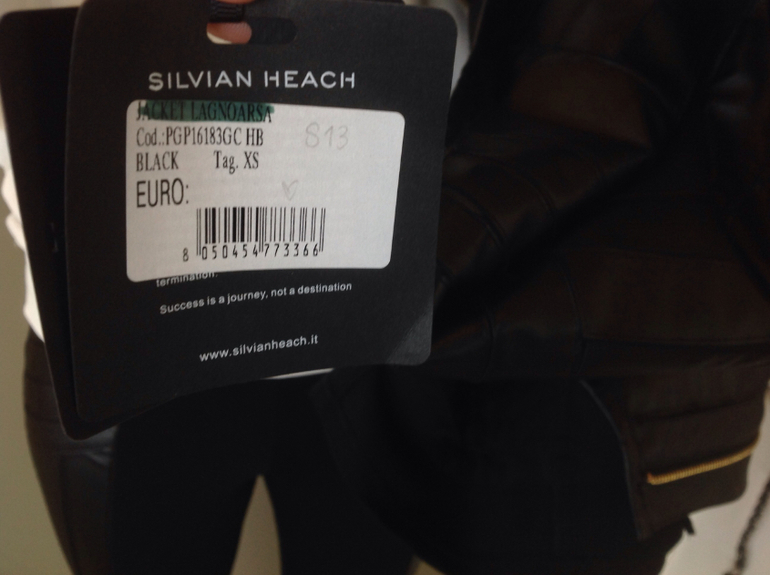 SILVIAN HEACH
JACKET LAGNOARSA
Cod.:PGP16183GC HB
813
BLACK Tag. XS
EURO:
8 050454 773366
termination.
Success is a journey, not a destination
www.silvianheach.it